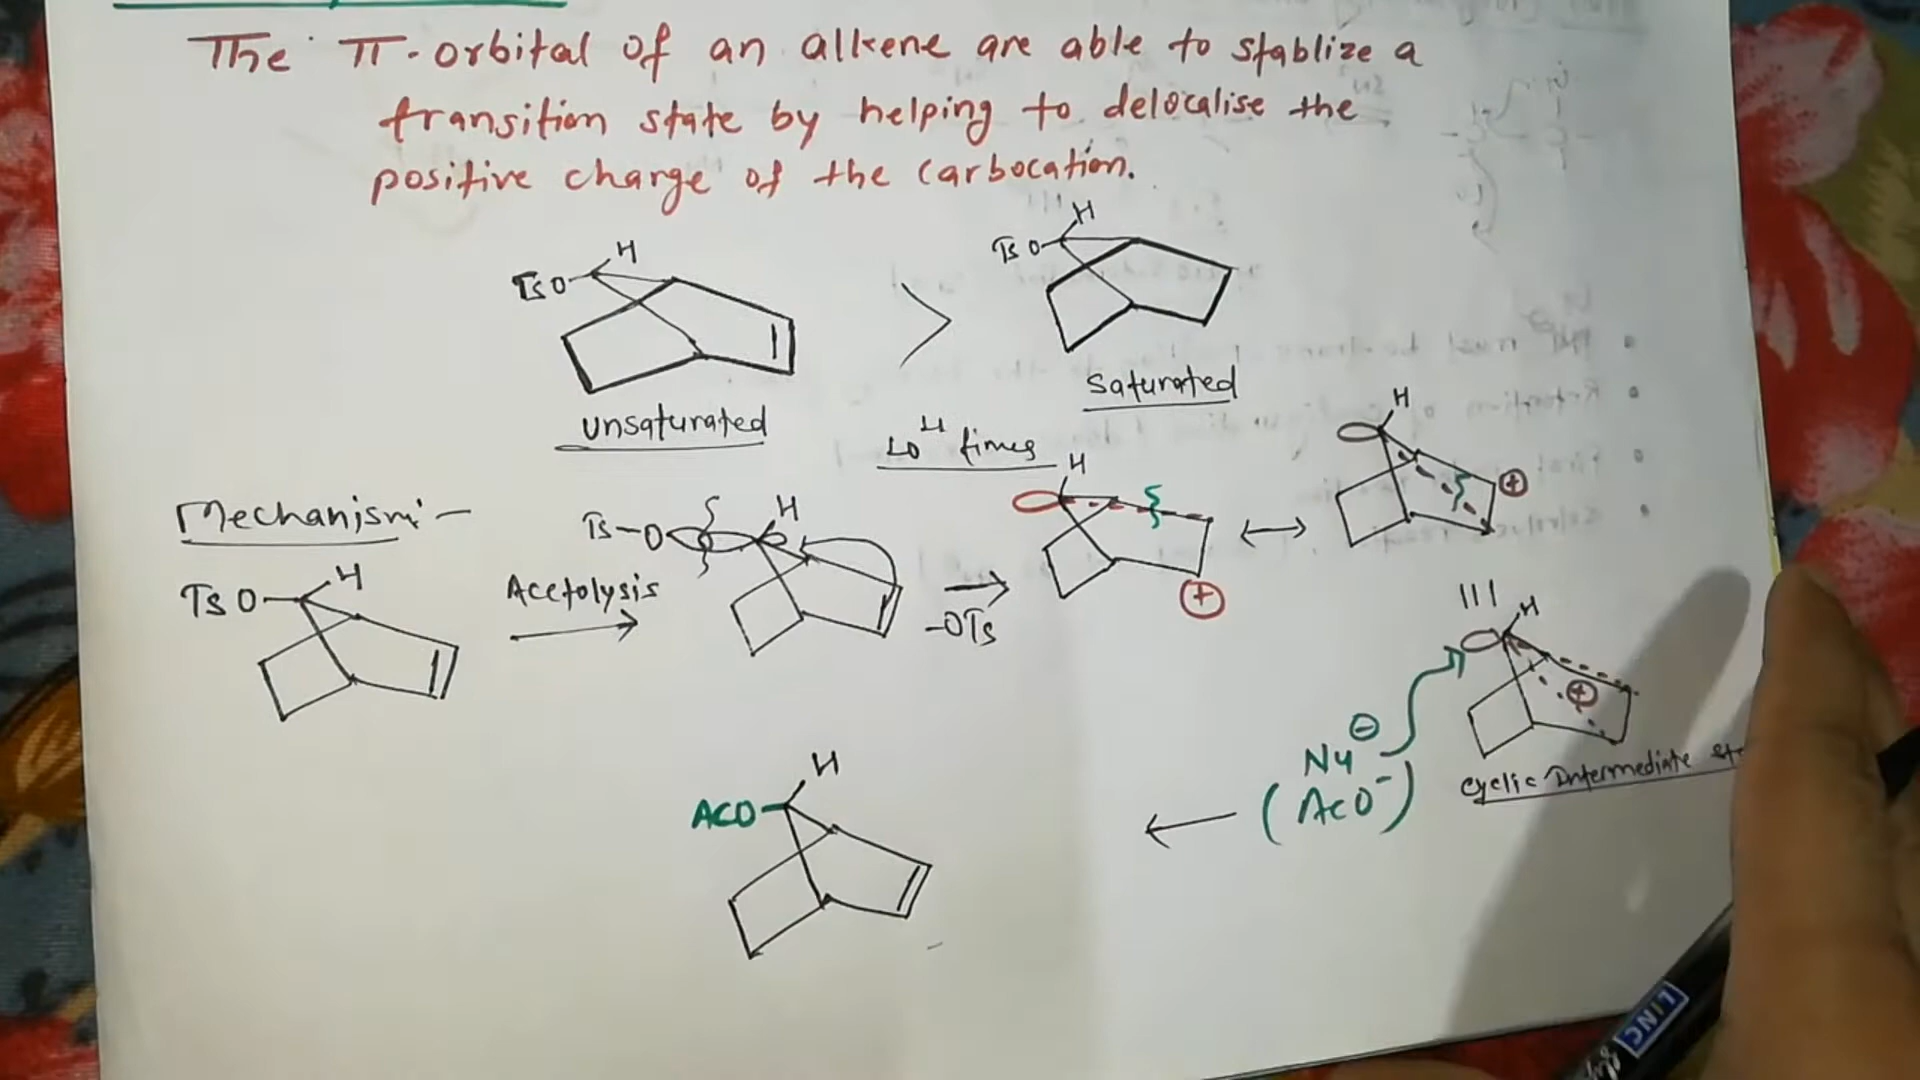 The π-orbital of an alkene are able to stablize a
transition state by helping to delocalise the
positive charge of the carbocation.
TsO H
TsO H
>
unsaturated
Saturated
10⁴ times
Mechanism:-
TsO H
Acetolysis
Ts-O H
-OTs
H
+
H
+
H
+
Cyclic Intermediate
Nu⊖
(AcO⁻)
ACO H
LINC